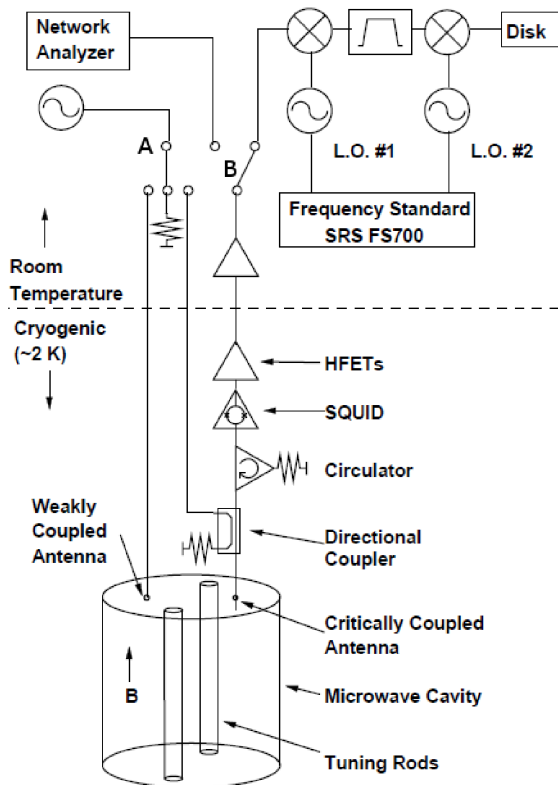 Network
Analyzer
Disk
A
B
L.O. #1
L.O. #2
Frequency Standard
SRS FS700
Room
Temperature
Cryogenic
(~2 K)
HFETs
SQUID
Circulator
Weakly
Coupled
Antenna
Directional
Coupler
Critically Coupled
Antenna
B
Microwave Cavity
Tuning Rods